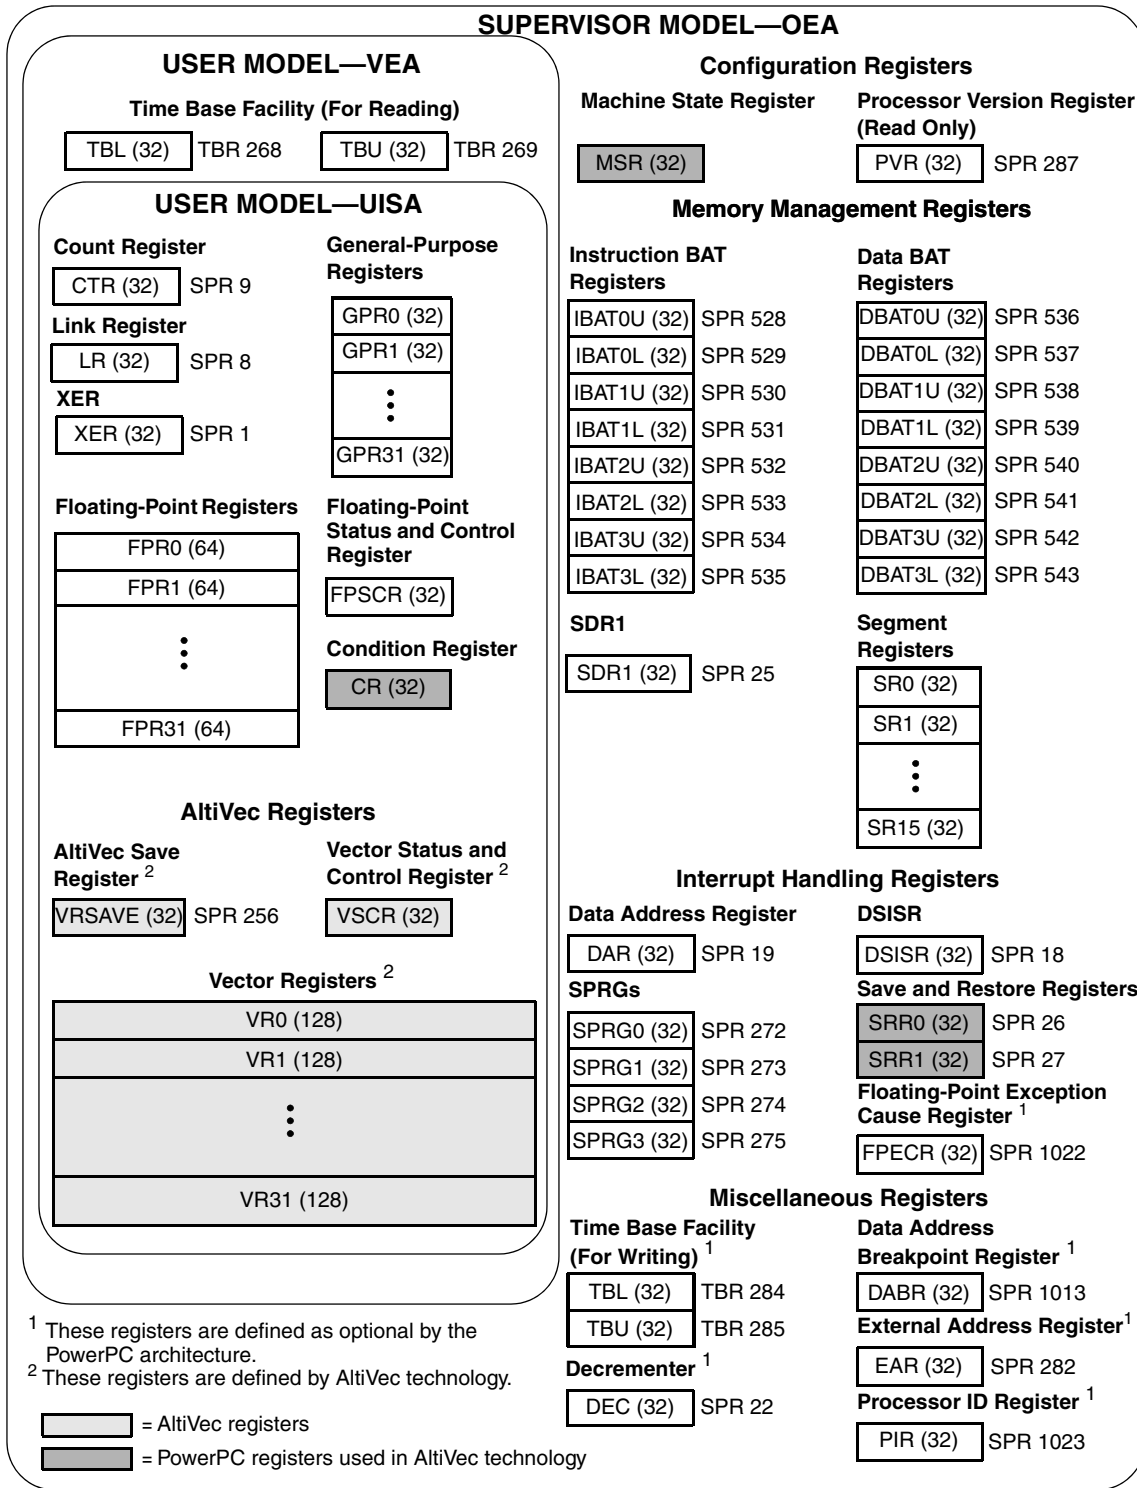 SUPERVISOR MODEL—OEA
USER MODEL—VEA
Time Base Facility (For Reading)
TBL (32) TBR 268 TBU (32) TBR 269
USER MODEL—UISA
Count Register
CTR (32) SPR 9
Link Register
LR (32) SPR 8
XER
XER (32) SPR 1
General-Purpose
Registers
GPR0 (32)
GPR1 (32)
GPR31 (32)
Floating-Point Registers
FPR0 (64)
FPR1 (64)
FPR31 (64)
Floating-Point
Status and Control
Register
FPSCR (32)
Condition Register
CR (32)
AltiVec Registers
AltiVec Save
Register 2
VRSAVE (32) SPR 256
Vector Status and
Control Register 2
VSCR (32)
Vector Registers 2
VR0 (128)
VR1 (128)
VR31 (128)
Configuration Registers
Machine State Register
MSR (32)
Processor Version Register
(Read Only)
PVR (32) SPR 287
Memory Management Registers
Instruction BAT
Registers
IBAT0U (32) SPR 528
IBAT0L (32) SPR 529
IBAT1U (32) SPR 530
IBAT1L (32) SPR 531
IBAT2U (32) SPR 532
IBAT2L (32) SPR 533
IBAT3U (32) SPR 534
IBAT3L (32) SPR 535
Data BAT
Registers
DBAT0U (32) SPR 536
DBAT0L (32) SPR 537
DBAT1U (32) SPR 538
DBAT1L (32) SPR 539
DBAT2U (32) SPR 540
DBAT2L (32) SPR 541
DBAT3U (32) SPR 542
DBAT3L (32) SPR 543
SDR1
SDR1 (32) SPR 25
Segment
Registers
SR0 (32)
SR1 (32)
SR15 (32)
Interrupt Handling Registers
Data Address Register
DAR (32) SPR 19
SPRGs
SPRG0 (32) SPR 272
SPRG1 (32) SPR 273
SPRG2 (32) SPR 274
SPRG3 (32) SPR 275
DSISR
DSISR (32) SPR 18
Save and Restore Registers
SRR0 (32) SPR 26
SRR1 (32) SPR 27
Floating-Point Exception
Cause Register 1
FPECR (32) SPR 1022
Miscellaneous Registers
Time Base Facility
(For Writing) 1
TBL (32) TBR 284
TBU (32) TBR 285
Decrementer 1
DEC (32) SPR 22
Data Address
Breakpoint Register 1
DABR (32) SPR 1013
External Address Register 1
EAR (32) SPR 282
Processor ID Register 1
PIR (32) SPR 1023
1 These registers are defined as optional by the
PowerPC architecture.
2 These registers are defined by AltiVec technology.
= AltiVec registers
= PowerPC registers used in AltiVec technology